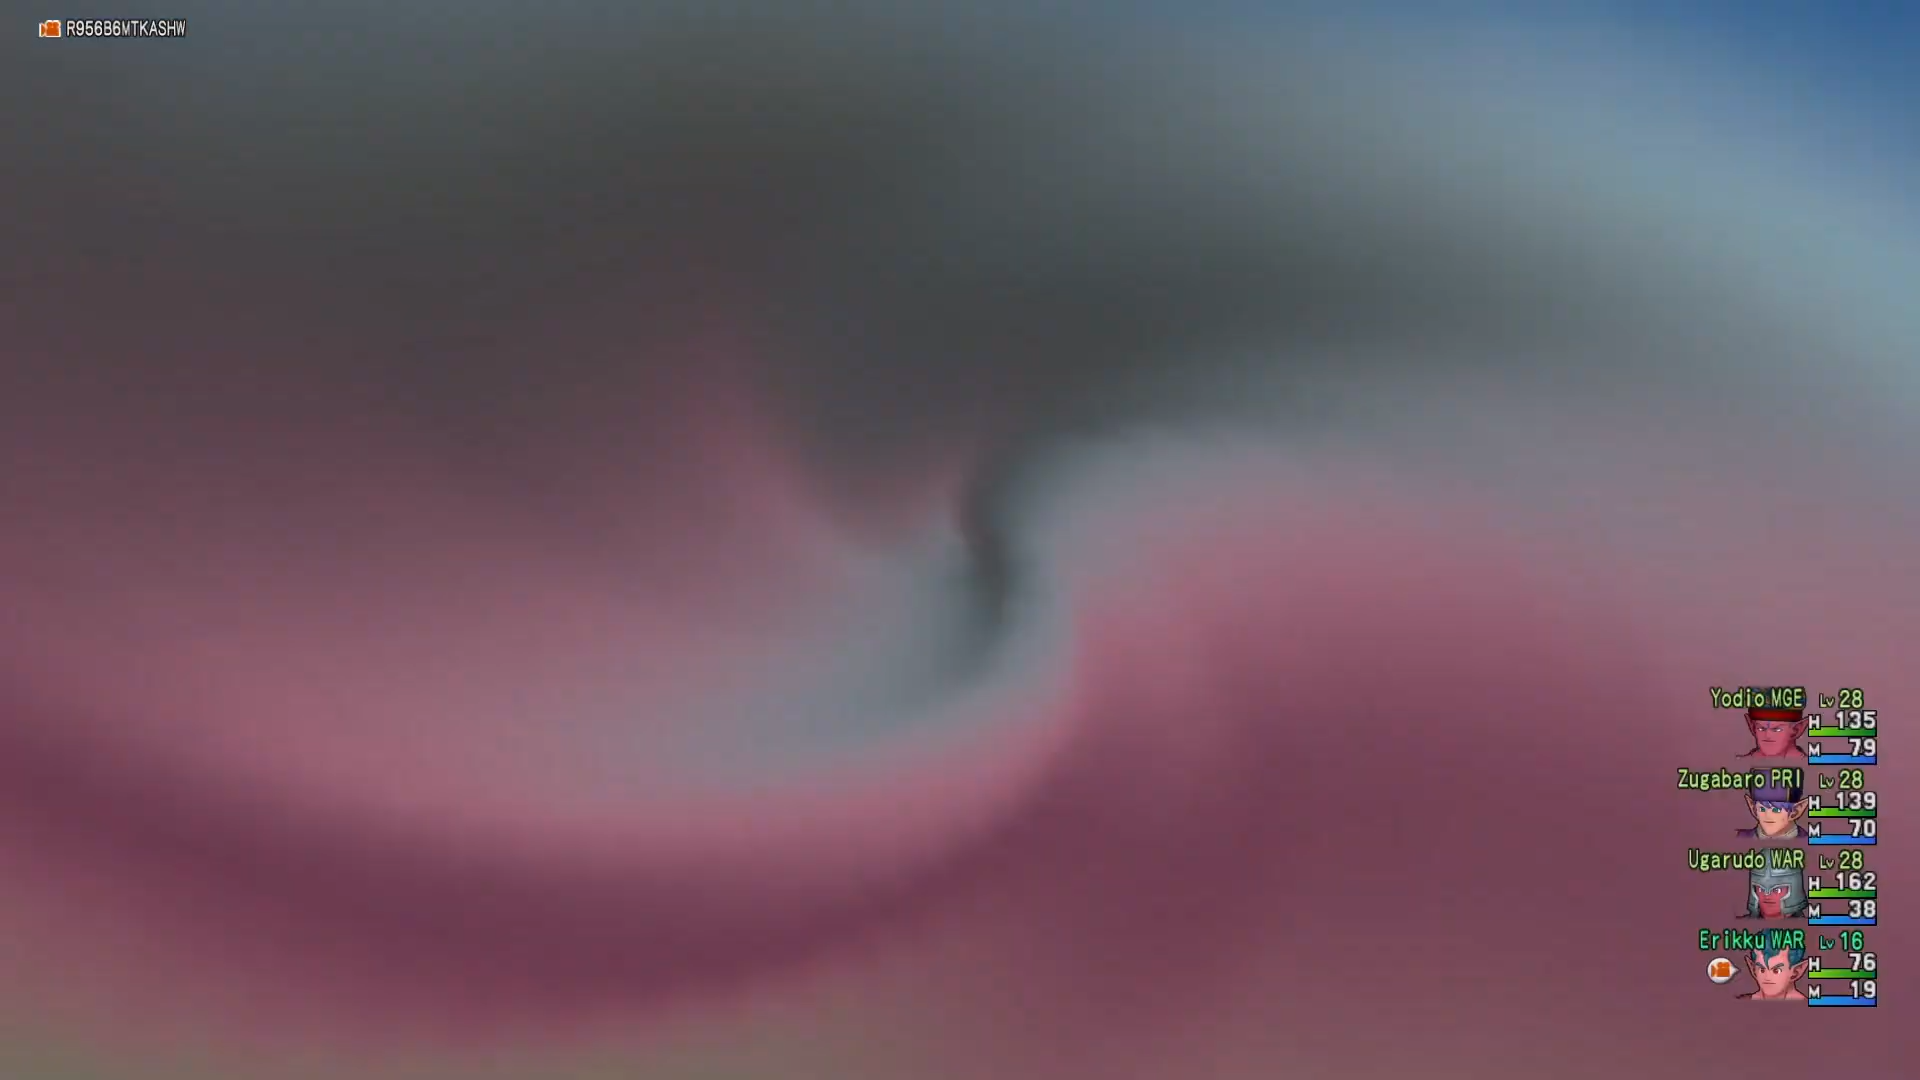 R956B6MTKASHW
Yodio MGE Lv 28
H 135
M 79
Zugabaro PRI Lv 28
H 139
M 70
Ugarudo WAR Lv 28
H 162
M 38
Erikku WAR Lv 16
H 76
M 19